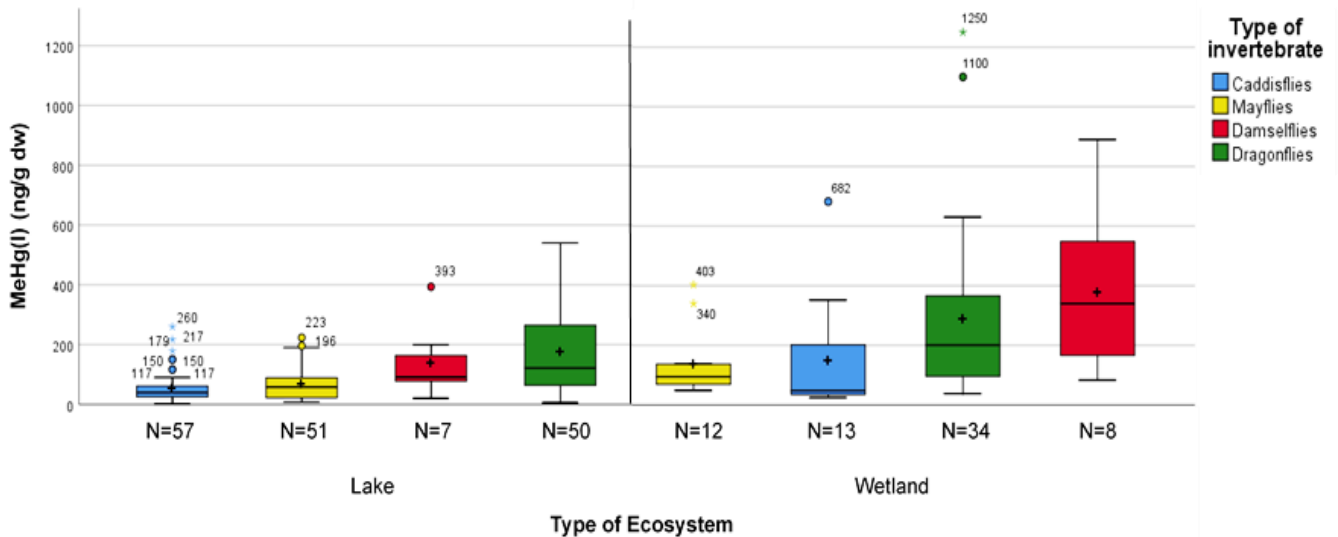 MeHg(I) (ng/g dw)
1200
1000
800
600
400
200
0
260
179 217
150 150
117 117
223
196
393
403
340
682
1250
1100
N=57 N=51 N=7 N=50 N=12 N=13 N=34 N=8
Lake Wetland
Type of Ecosystem
Type of
invertebrate
Caddisflies
Mayflies
Damselflies
Dragonflies